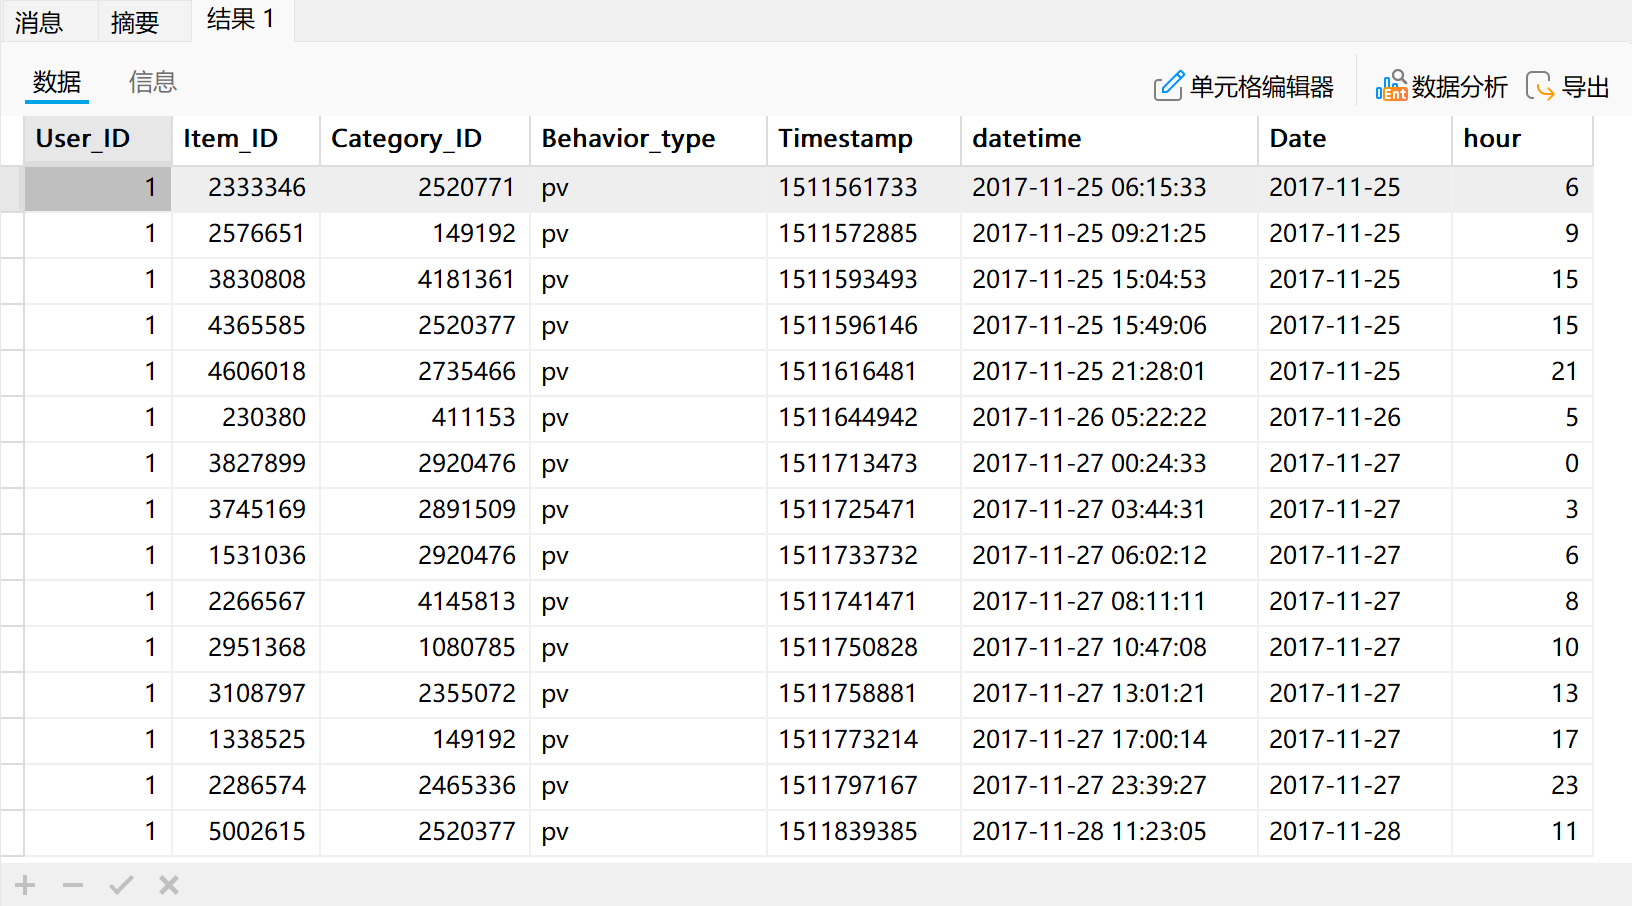 消息 摘要 结果 1
数据 信息 单元格编辑器 Ent 数据分析 导出
User_ID Item_ID Category_ID Behavior_type Timestamp datetime Date hour
1 2333346 2520771 pv 1511561733 2017-11-25 06:15:33 2017-11-25 6
1 2576651 149192 pv 1511572885 2017-11-25 09:21:25 2017-11-25 9
1 3830808 4181361 pv 1511593493 2017-11-25 15:04:53 2017-11-25 15
1 4365585 2520377 pv 1511596146 2017-11-25 15:49:06 2017-11-25 15
1 4606018 2735466 pv 1511616481 2017-11-25 21:28:01 2017-11-25 21
1 230380 411153 pv 1511644942 2017-11-26 05:22:22 2017-11-26 5
1 3827899 2920476 pv 1511713473 2017-11-27 00:24:33 2017-11-27 0
1 3745169 2891509 pv 1511725471 2017-11-27 03:44:31 2017-11-27 3
1 1531036 2920476 pv 1511733732 2017-11-27 06:02:12 2017-11-27 6
1 2266567 4145813 pv 1511741471 2017-11-27 08:11:11 2017-11-27 8
1 2951368 1080785 pv 1511750828 2017-11-27 10:47:08 2017-11-27 10
1 3108797 2355072 pv 1511758881 2017-11-27 13:01:21 2017-11-27 13
1 1338525 149192 pv 1511773214 2017-11-27 17:00:14 2017-11-27 17
1 2286574 2465336 pv 1511797167 2017-11-27 23:39:27 2017-11-27 23
1 5002615 2520377 pv 1511839385 2017-11-28 11:23:05 2017-11-28 11